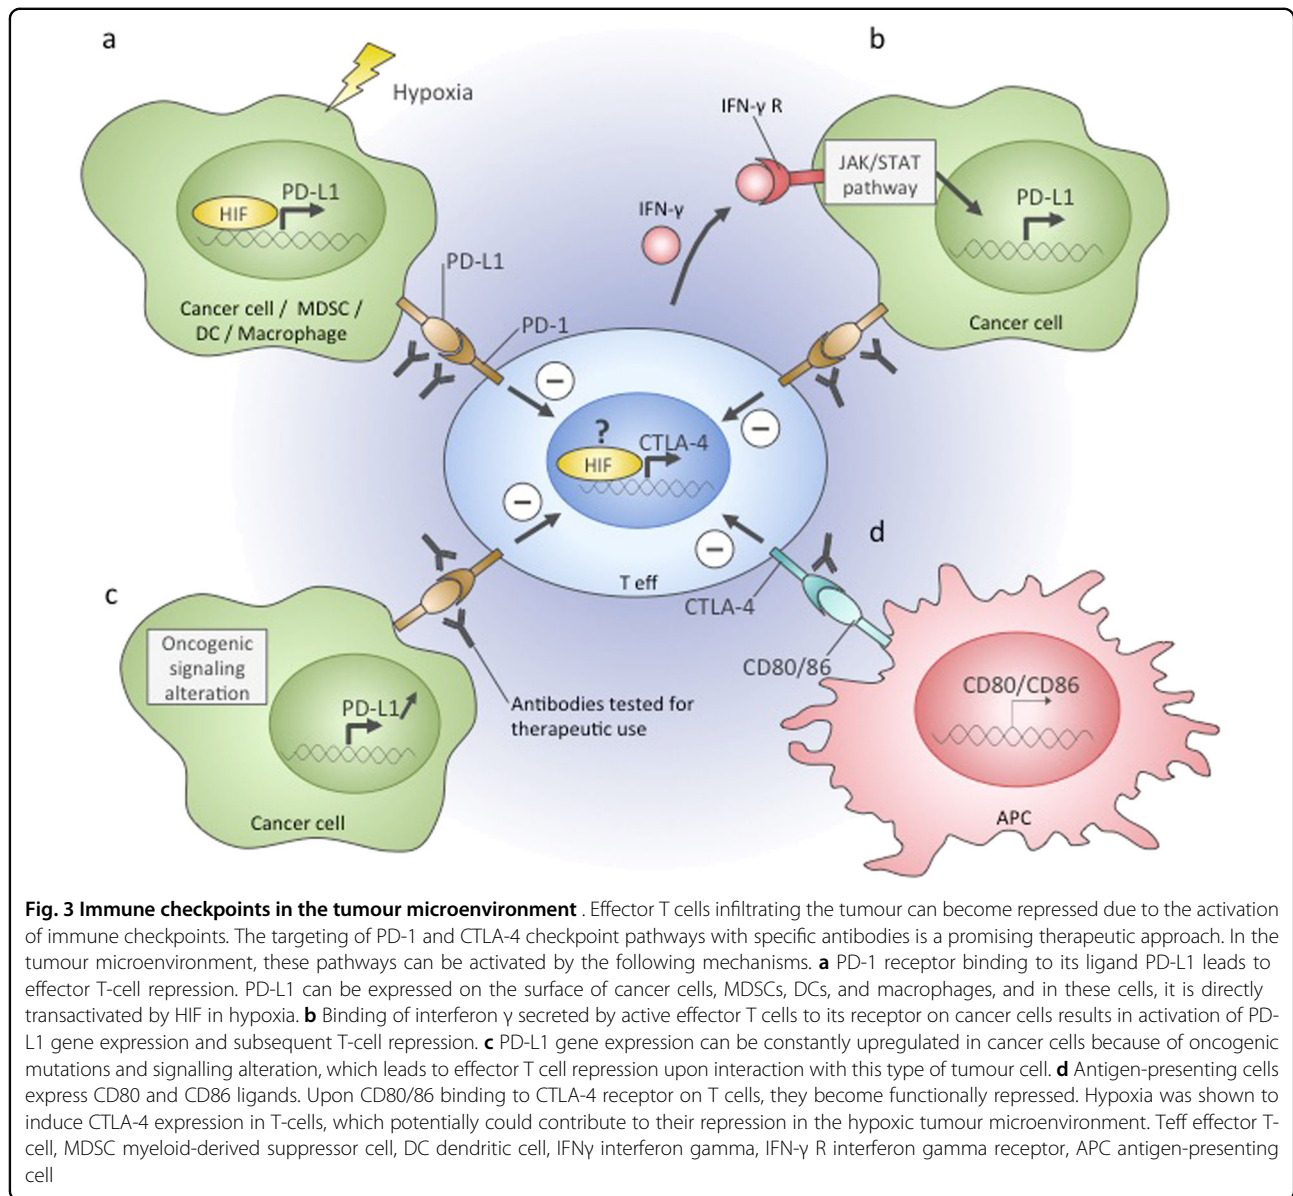 a
Hypoxia
PD-L1
HIF
Cancer cell / MDSC /
DC / Macrophage
PD-L1
PD-1
b
IFN-γ R
IFN-γ
JAK/STAT
pathway
PD-L1
Cancer cell
?
CTLA-4
HIF
T eff
c
Oncogenic
signaling
alteration
PD-L1
Cancer cell
Antibodies tested for
therapeutic use
d
CTLA-4
CD80/86
CD80/CD86
APC
Fig. 3 Immune checkpoints in the tumour microenvironment . Effector T cells infiltrating the tumour can become repressed due to the activation
of immune checkpoints. The targeting of PD-1 and CTLA-4 checkpoint pathways with specific antibodies is a promising therapeutic approach. In the
tumour microenvironment, these pathways can be activated by the following mechanisms. a PD-1 receptor binding to its ligand PD-L1 leads to
effector T-cell repression. PD-L1 can be expressed on the surface of cancer cells, MDSCs, DCs, and macrophages, and in these cells, it is directly
transactivated by HIF in hypoxia. b Binding of interferon γ secreted by active effector T cells to its receptor on cancer cells results in activation of PD-
L1 gene expression and subsequent T-cell repression. c PD-L1 gene expression can be constantly upregulated in cancer cells because of oncogenic
mutations and signalling alteration, which leads to effector T cell repression upon interaction with this type of tumour cell. d Antigen-presenting cells
express CD80 and CD86 ligands. Upon CD80/86 binding to CTLA-4 receptor on T cells, they become functionally repressed. Hypoxia was shown to
induce CTLA-4 expression in T-cells, which potentially could contribute to their repression in the hypoxic tumour microenvironment. Teff effector T-
cell, MDSC myeloid-derived suppressor cell, DC dendritic cell, IFNγ interferon gamma, IFN-γ R interferon gamma receptor, APC antigen-presenting
cell